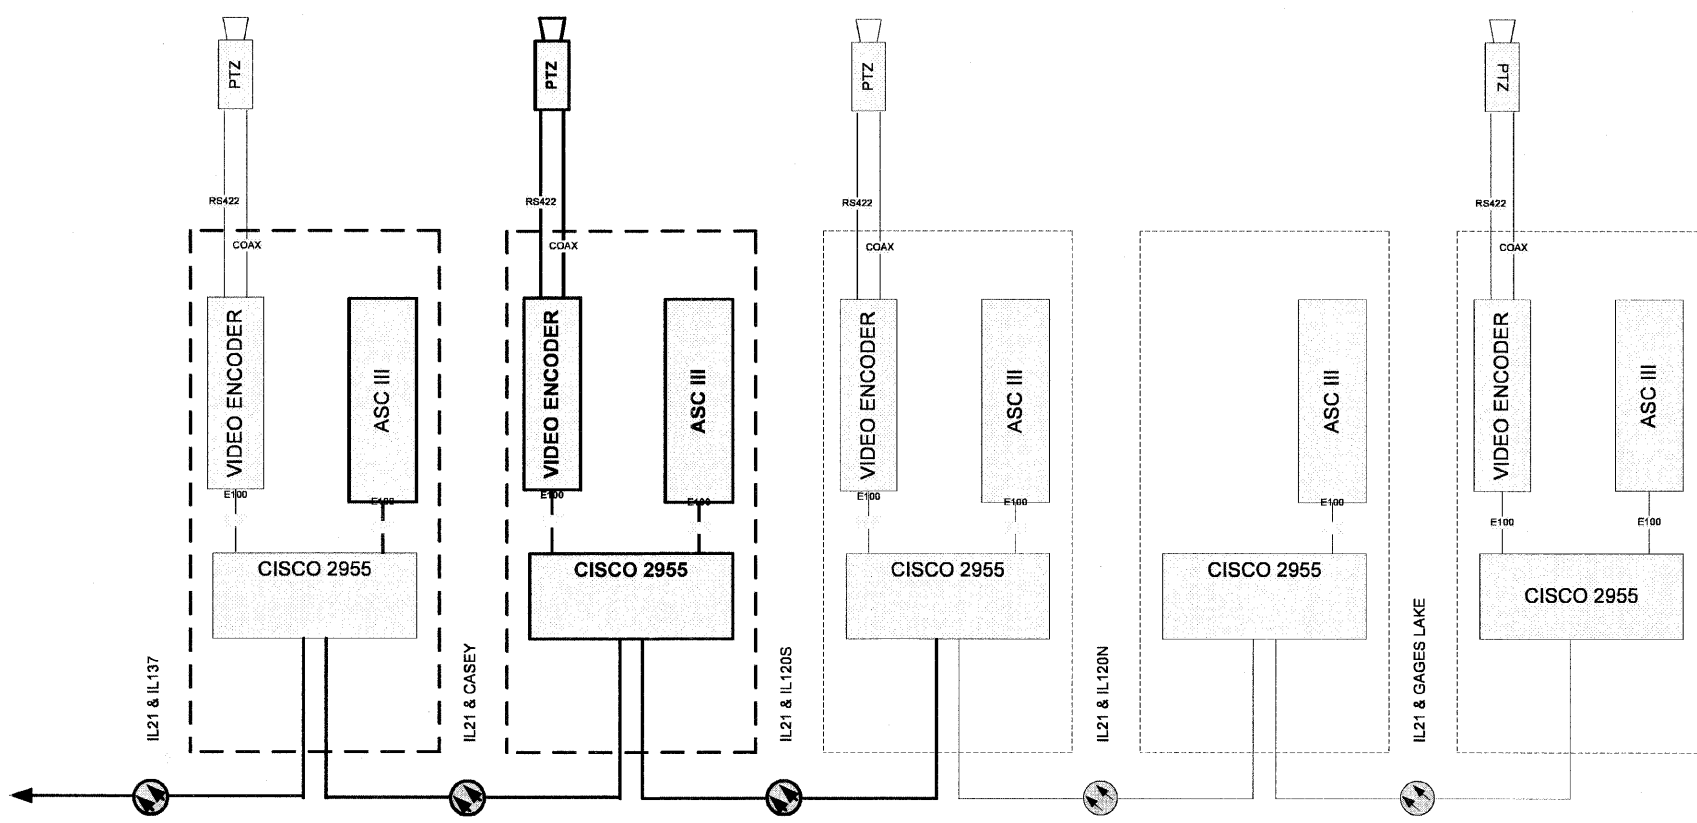 PTZ
PTZ
PTZ
PTZ
RS422
RS422
RS422
RS422
COAX
COAX
COAX
COAX
VIDEO ENCODER
ASC III
VIDEO ENCODER
ASC III
VIDEO ENCODER
ASC III
ASC III
VIDEO ENCODER
ASC III
E100
E100
E100
E100
E100
E100
E100
E100
E100
CISCO 2955
CISCO 2955
CISCO 2955
CISCO 2955
CISCO 2955
IL21 & IL137
IL21 & CASEY
IL21 & IL120S
IL21 & IL120N
IL21 & GAGES LAKE